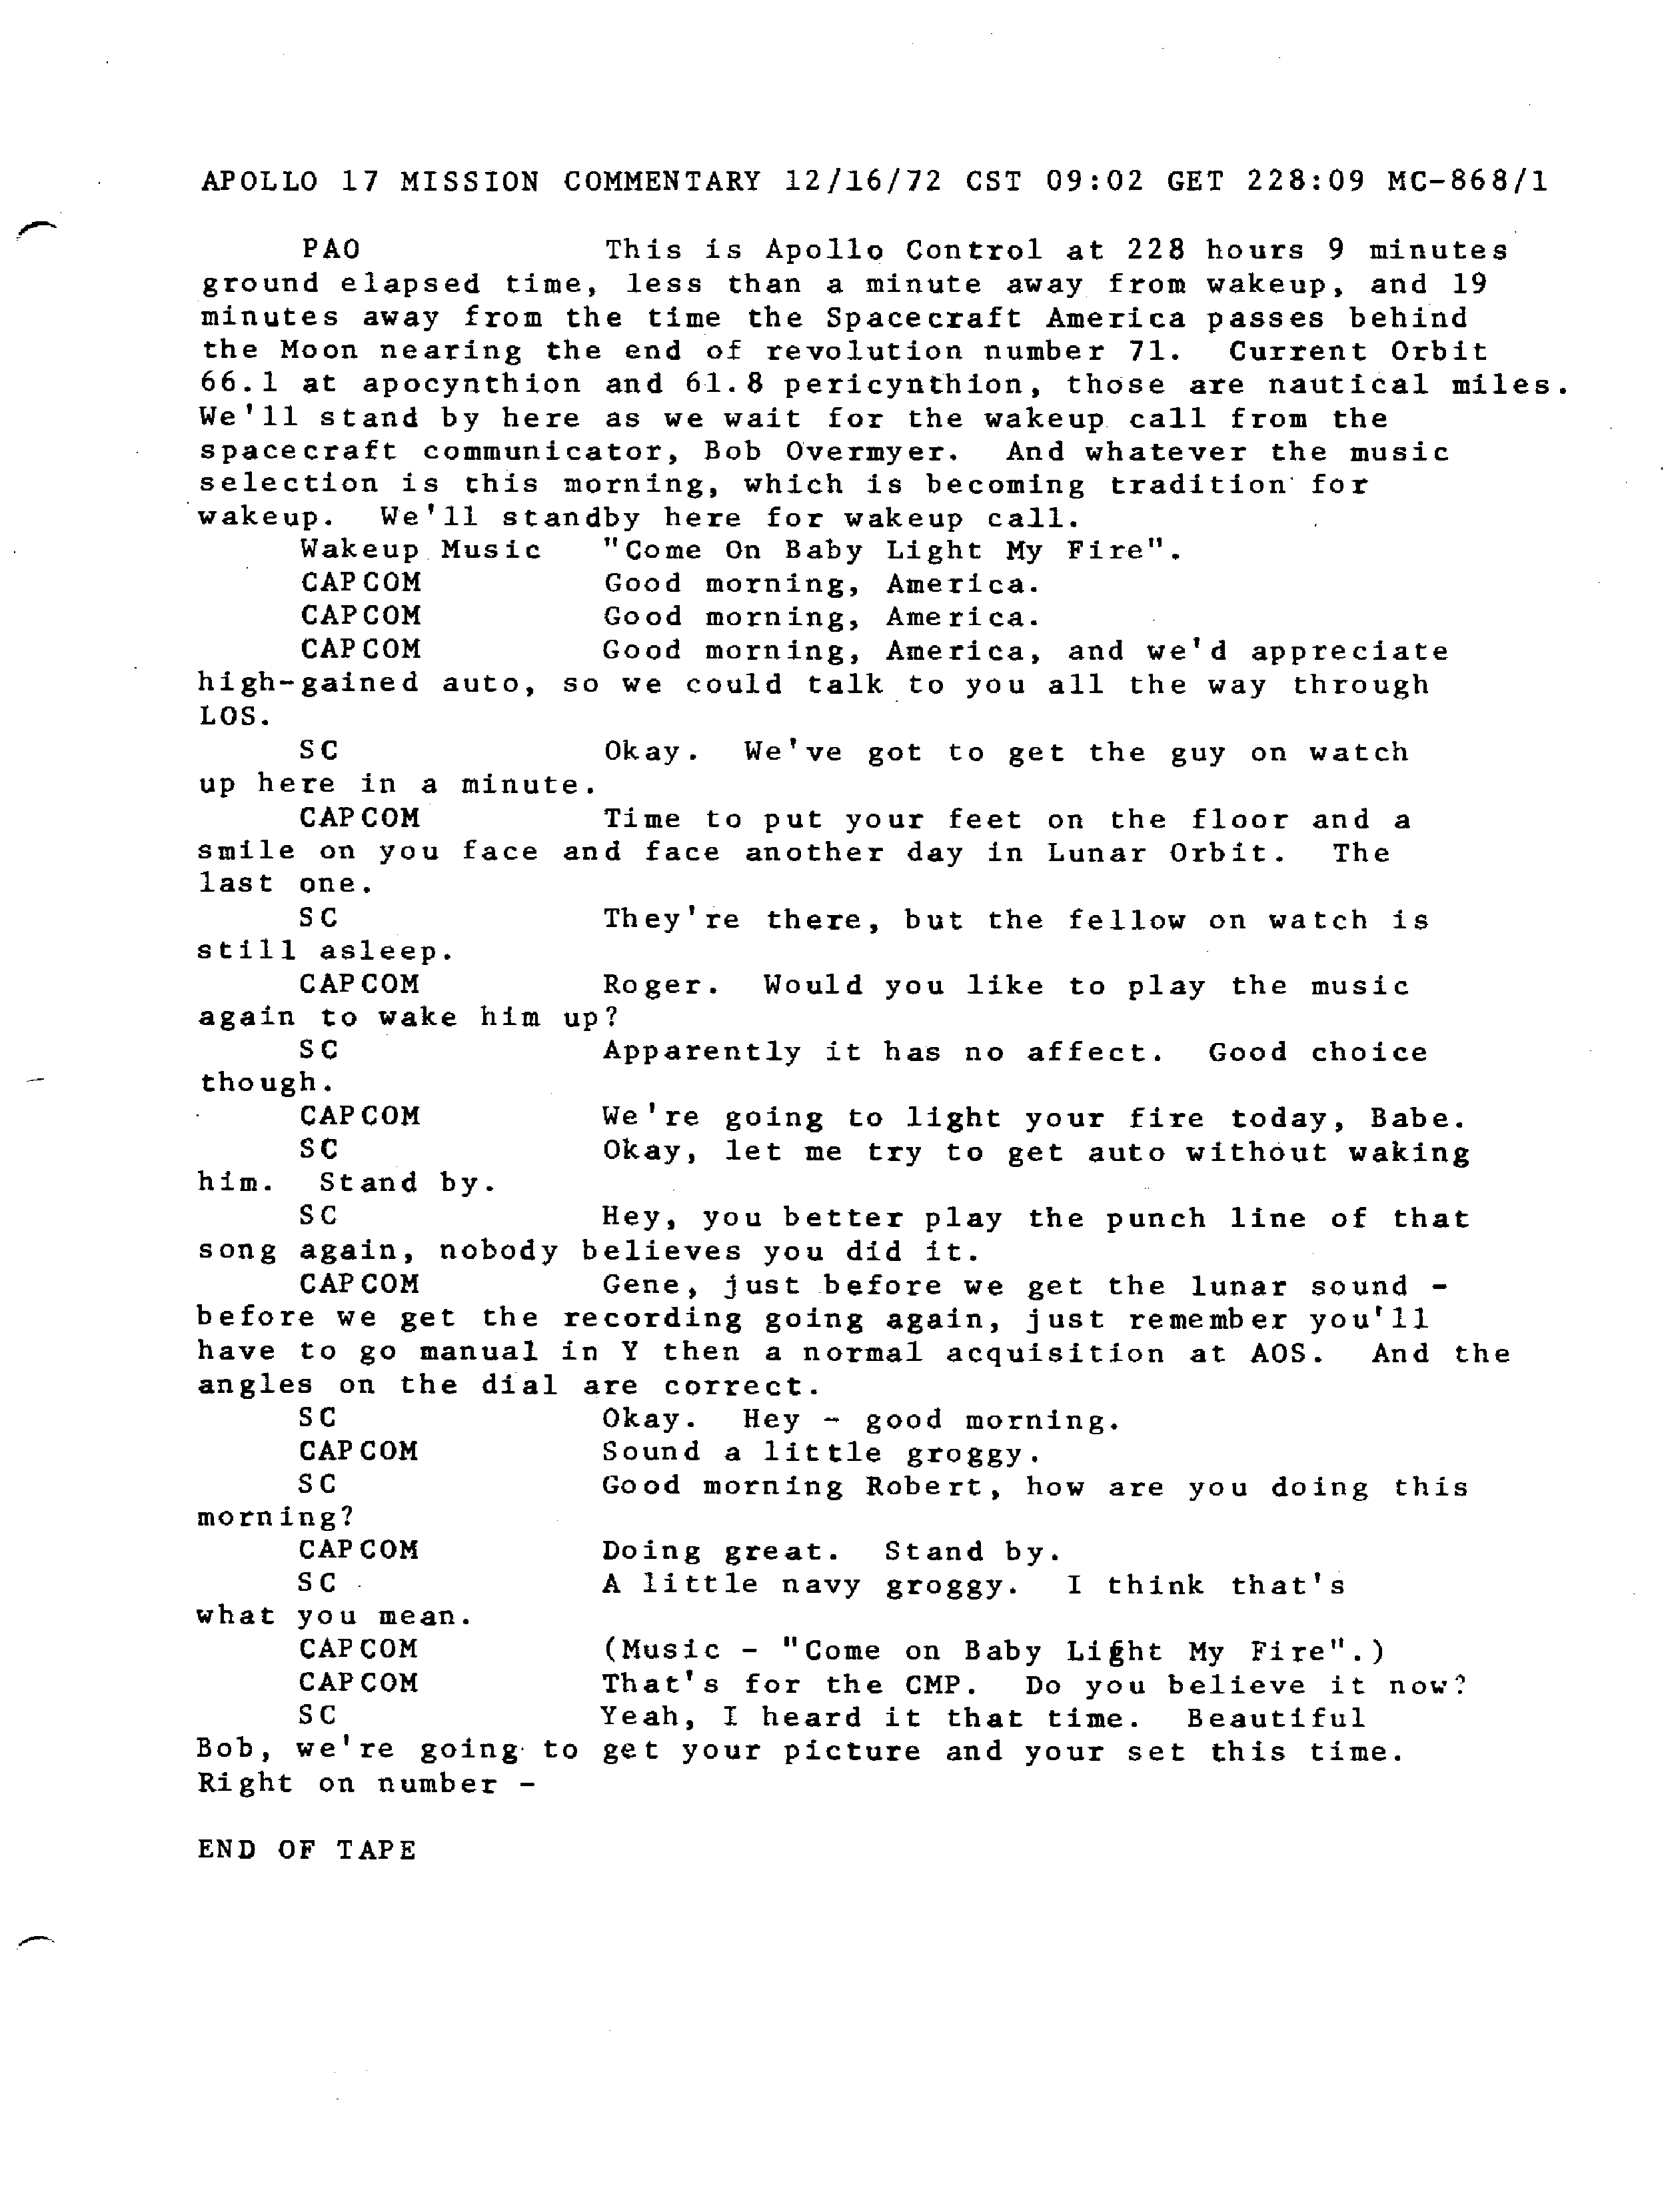 APOLLO 17 MISSION COMMENTARY 12/16/72 CST 09:02 GET 228:09 MC-868/1
PAO This is Apollo Control at 228 hours 9 minutes
ground elapsed time, less than a minute away from wakeup, and 19
minutes away from the time the Spacecraft America passes behind
the Moon nearing the end of revolution number 71. Current Orbit
66.1 at apocynthion and 61.8 pericynthion, those are nautical miles.
We'll stand by here as we wait for the wakeup call from the
spacecraft communicator, Bob Overmyer. And whatever the music
selection is this morning, which is becoming tradition for
wakeup. We'll standby here for wakeup call.
Wakeup Music "Come On Baby Light My Fire".
CAPCOM Good morning, America.
CAPCOM Good morning, America.
CAPCOM Good morning, America, and we'd appreciate
high-gained auto, so we could talk to you all the way through
LOS.
SC Okay. We've got to get the guy on watch
up here in a minute.
CAPCOM Time to put your feet on the floor and a
smile on you face and face another day in Lunar Orbit. The
last one.
SC They're there, but the fellow on watch is
still asleep.
CAPCOM Roger. Would you like to play the music
again to wake him up?
SC Apparently it has no affect. Good choice
though.
CAPCOM We're going to light your fire today, Babe.
SC Okay, let me try to get auto without waking
him. Stand by.
SC Hey, you better play the punch line of that
song again, nobody believes you did it.
CAPCOM Gene, just before we get the lunar sound -
before we get the recording going again, just remember you'll
have to go manual in Y then a normal acquisition at AOS. And the
angles on the dial are correct.
SC Okay. Hey - good morning.
CAPCOM Sound a little groggy.
SC Good morning Robert, how are you doing this
morning?
CAPCOM Doing great. Stand by.
SC A little navy groggy. I think that's
what you mean.
CAPCOM (Music - "Come on Baby Light My Fire".)
CAPCOM That's for the CMP. Do you believe it now?
SC Yeah, I heard it that time. Beautiful
Bob, we're going to get your picture and your set this time.
Right on number -
END OF TAPE